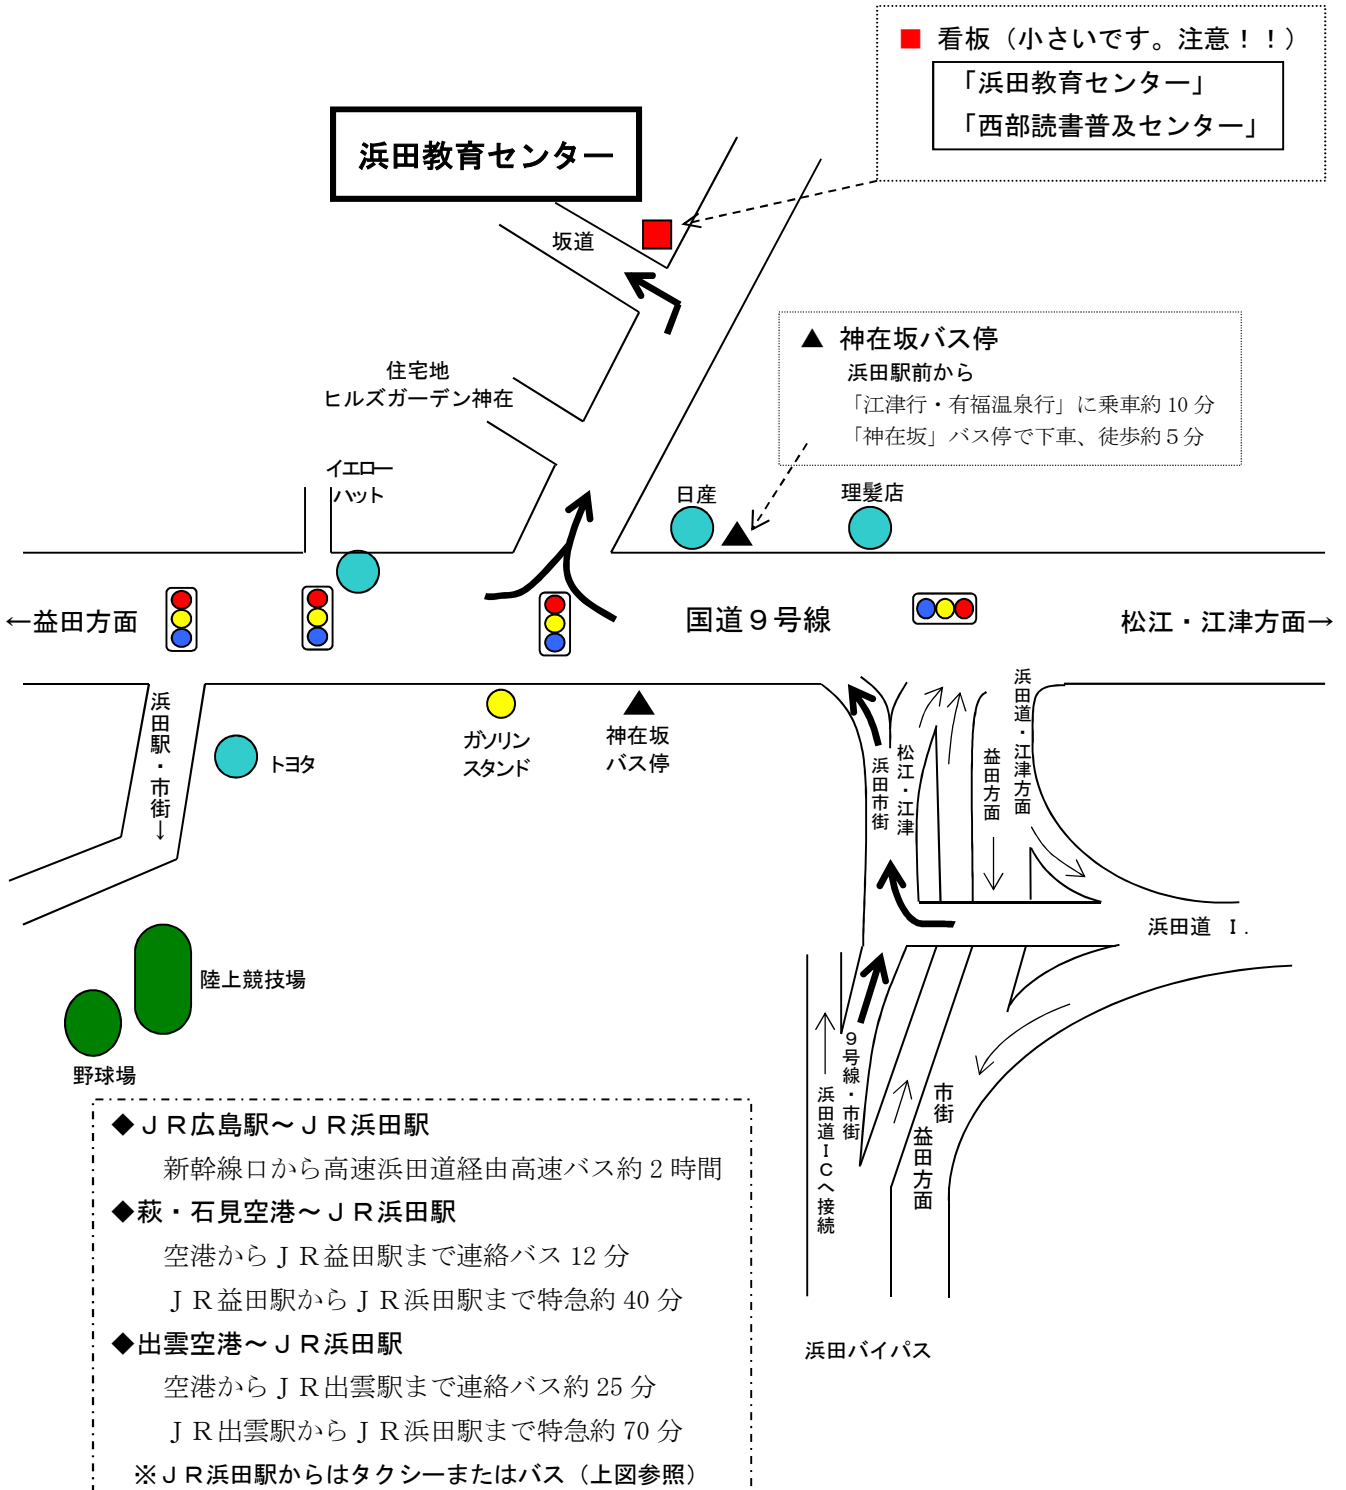 ■ 看板（小さいです。注意！！）
「浜田教育センター」
「西部読書普及センター」
浜田教育センター
坂道
▲ 神在坂バス停
浜田駅前から
「江津行・有福温泉行」に乗車約 10 分
「神在坂」バス停で下車、徒歩約５分
住宅地
ヒルズガーデン神在
イエロー
ハット
日産
理髪店
←益田方面
国道９号線
松江・江津方面→
浜田駅・市街→
トヨタ
ガソリン
スタンド
神在坂
バス停
浜田市街
松江・江津
益田方面
浜田道・江津方面
浜田道 Ｉ.
陸上競技場
野球場
９号線・市街
浜田道ＩＣへ接続
市街
益田方面
浜田バイパス
◆ＪＲ広島駅～ＪＲ浜田駅
新幹線口から高速浜田道経由高速バス約 2 時間
◆萩・石見空港～ＪＲ浜田駅
空港からＪＲ益田駅まで連絡バス 12 分
ＪＲ益田駅からＪＲ浜田駅まで特急約 40 分
◆出雲空港～ＪＲ浜田駅
空港からＪＲ出雲駅まで連絡バス約 25 分
ＪＲ出雲駅からＪＲ浜田駅まで特急約 70 分
※ＪＲ浜田駅からはタクシーまたはバス（上図参照）